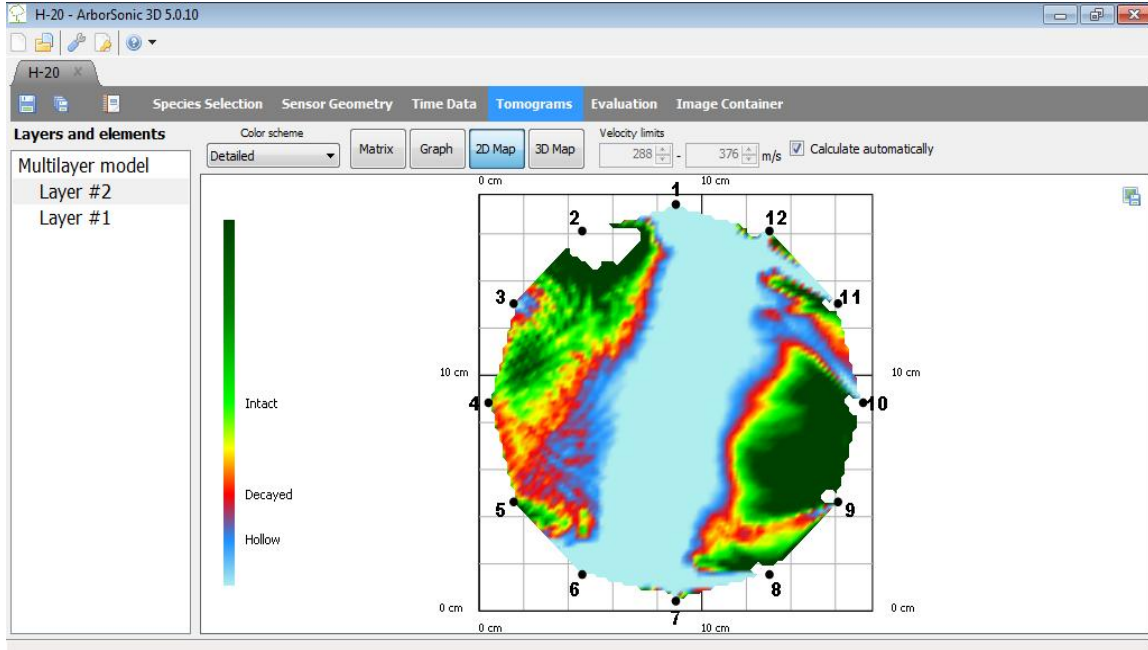 H-20 - ArborSonic 3D 5.0.10
H-20
Species Selection Sensor Geometry Time Data Tomograms Evaluation Image Container
Layers and elements
Multilayer model
Layer #2
Layer #1
Color scheme
Detailed
Matrix Graph 2D Map 3D Map
Velocity limits
288 - 376 m/s
Calculate automatically
0 cm 10 cm
1
2 12
3 11
10 cm 10 cm
4 10
Intact
Decayed
5 9
Hollow
6 8
7
0 cm 0 cm
0 cm 10 cm